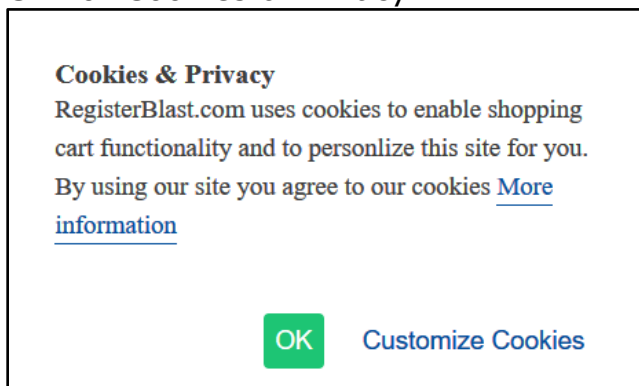 Cookies & Privacy
RegisterBlast.com uses cookies to enable shopping
cart functionality and to personlize this site for you.
By using our site you agree to our cookies More
information
OK Customize Cookies